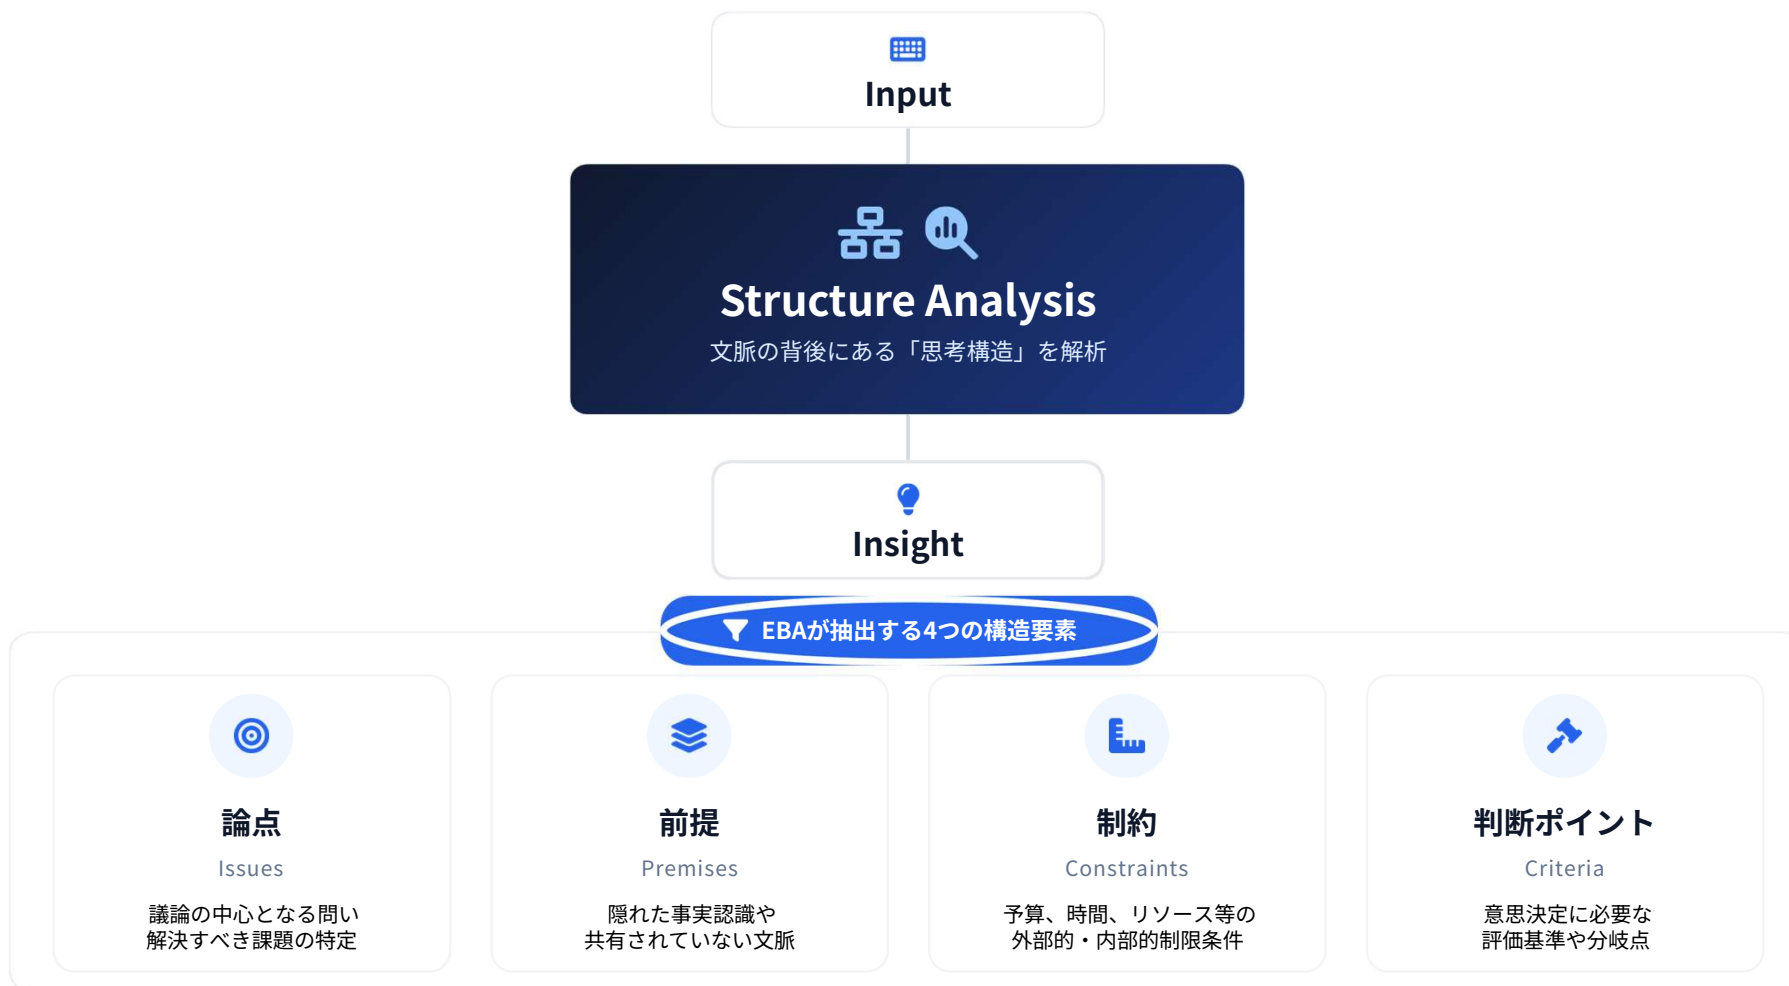 Input
Structure Analysis
文脈の背後にある「思考構造」を解析
Insight
EBAが抽出する4つの構造要素
論点
Issues
議論の中心となる問い
解決すべき課題の特定
前提
Premises
隠れた事実認識や
共有されていない文脈
制約
Constraints
予算、時間、リソース等の
外部的・内部的制限条件
判断ポイント
Criteria
意思決定に必要な
評価基準や分岐点